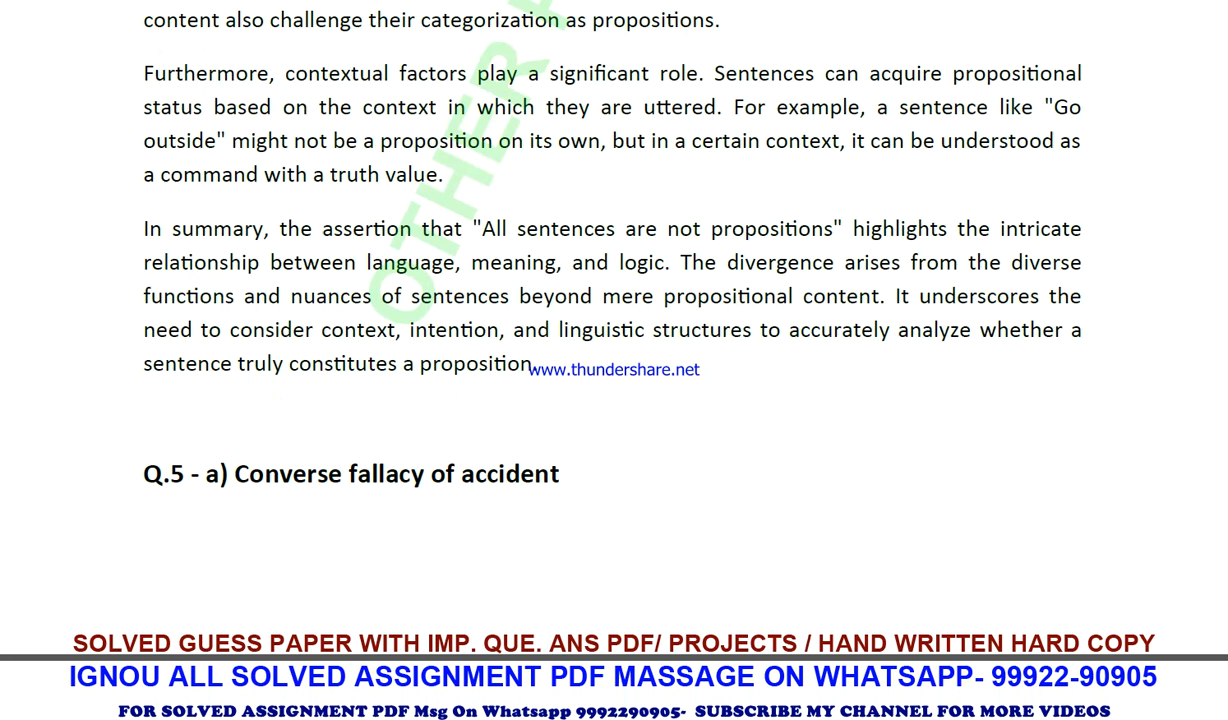 content also challenge their categorization as propositions.
Furthermore, contextual factors play a significant role. Sentences can acquire propositional
status based on the context in which they are uttered. For example, a sentence like "Go
outside" might not be a proposition on its own, but in a certain context, it can be understood as
a command with a truth value.
In summary, the assertion that "All sentences are not propositions" highlights the intricate
relationship between language, meaning, and logic. The divergence arises from the diverse
functions and nuances of sentences beyond mere propositional content. It underscores the
need to consider context, intention, and linguistic structures to accurately analyze whether a
sentence truly constitutes a proposition.
www.thundershare.net
OTHER
Q.5 - a) Converse fallacy of accident
SOLVED GUESS PAPER WITH IMP. QUE. ANS PDF/ PROJECTS / HAND WRITTEN HARD COPY
IGNOU ALL SOLVED ASSIGNMENT PDF MASSAGE ON WHATSAPP- 99922-90905
FOR SOLVED ASSIGNMENT PDF Msg On Whatsapp 9992290905- SUBSCRIBE MY CHANNEL FOR MORE VIDEOS